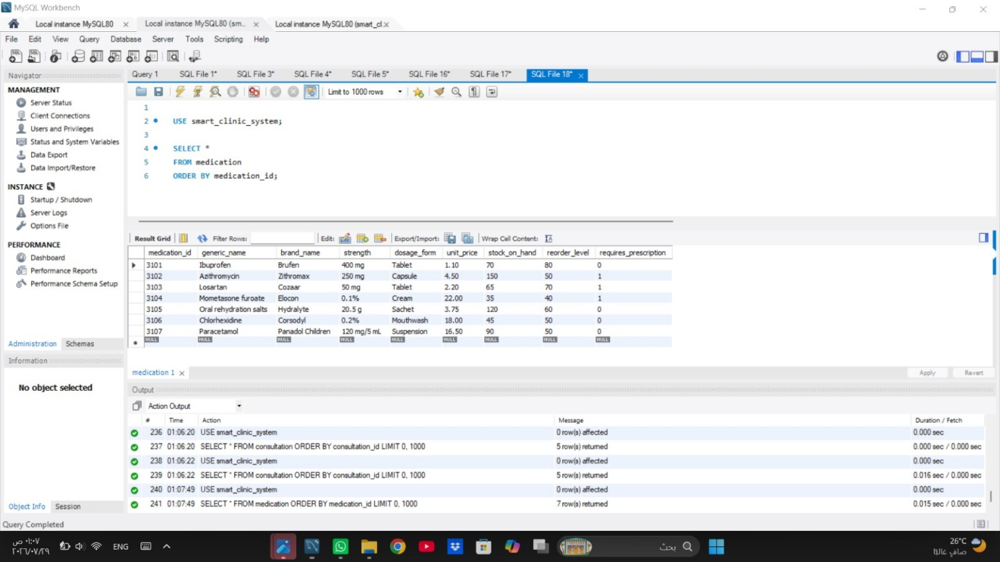 MySQL Workbench
Local instance MySQL80 × Local instance MySQL80 (sm... × Local instance MySQL80 (smart_cl ×
File Edit View Query Database Server Tools Scripting Help
Navigator Query 1 SQL File 1* SQL File 3* SQL File 4* SQL File 5* SQL File 16* SQL File 17* SQL File 18* ×
MANAGEMENT
Server Status
Client Connections
Users and Privileges
Status and System Variables
Data Export
Data Import/Restore
INSTANCE
Startup / Shutdown
Server Logs
Options File
PERFORMANCE
Dashboard
Performance Reports
Performance Schema Setup
Administration Schemas
Information
No object selected
Object Info Session
Limit to 1000 rows
1
2 USE smart_clinic_system;
3
4 SELECT *
5 FROM medication
6 ORDER BY medication_id;
Result Grid Filter Rows: Edit: Export/Import: Wrap Cell Content:
medication_id generic_name brand_name strength dosage_form unit_price stock_on_hand reorder_level requires_prescription
3101 Ibuprofen Brufen 400 mg Tablet 1.10 70 80 0
3102 Azithromycin Zithromax 250 mg Capsule 4.50 150 50 1
3103 Losartan Cozaar 50 mg Tablet 2.20 65 70 1
3104 Mometasone furoate Elocon 0.1% Cream 22.00 35 40 1
3105 Oral rehydration salts Hydralyte 20.5 g Sachet 3.75 120 60 0
3106 Chlorhexidine Corsodyl 0.2% Mouthwash 18.00 45 50 0
3107 Paracetamol Panadol Children 120 mg/5 mL Suspension 16.50 90 50 0
NULL NULL NULL NULL NULL NULL NULL NULL NULL
medication 1 × Apply Revert
Output
Action Output
# Time Action Message Duration / Fetch
236 01:06:20 USE smart_clinic_system 0 row(s) affected 0.000 sec
237 01:06:20 SELECT * FROM consultation ORDER BY consultation_id LIMIT 0, 1000 5 row(s) returned 0.000 sec / 0.000 sec
238 01:06:22 USE smart_clinic_system 0 row(s) affected 0.000 sec
239 01:06:22 SELECT * FROM consultation ORDER BY consultation_id LIMIT 0, 1000 5 row(s) returned 0.016 sec / 0.000 sec
240 01:07:49 USE smart_clinic_system 0 row(s) affected 0.000 sec
241 01:07:49 SELECT * FROM medication ORDER BY medication_id LIMIT 0, 1000 7 row(s) returned 0.015 sec / 0.000 sec
Query Completed
٠١:٠٧ ص
٢٠٢٦/٠٧/٢٩
ENG
بحث
26°C
صافٍ غالبًا